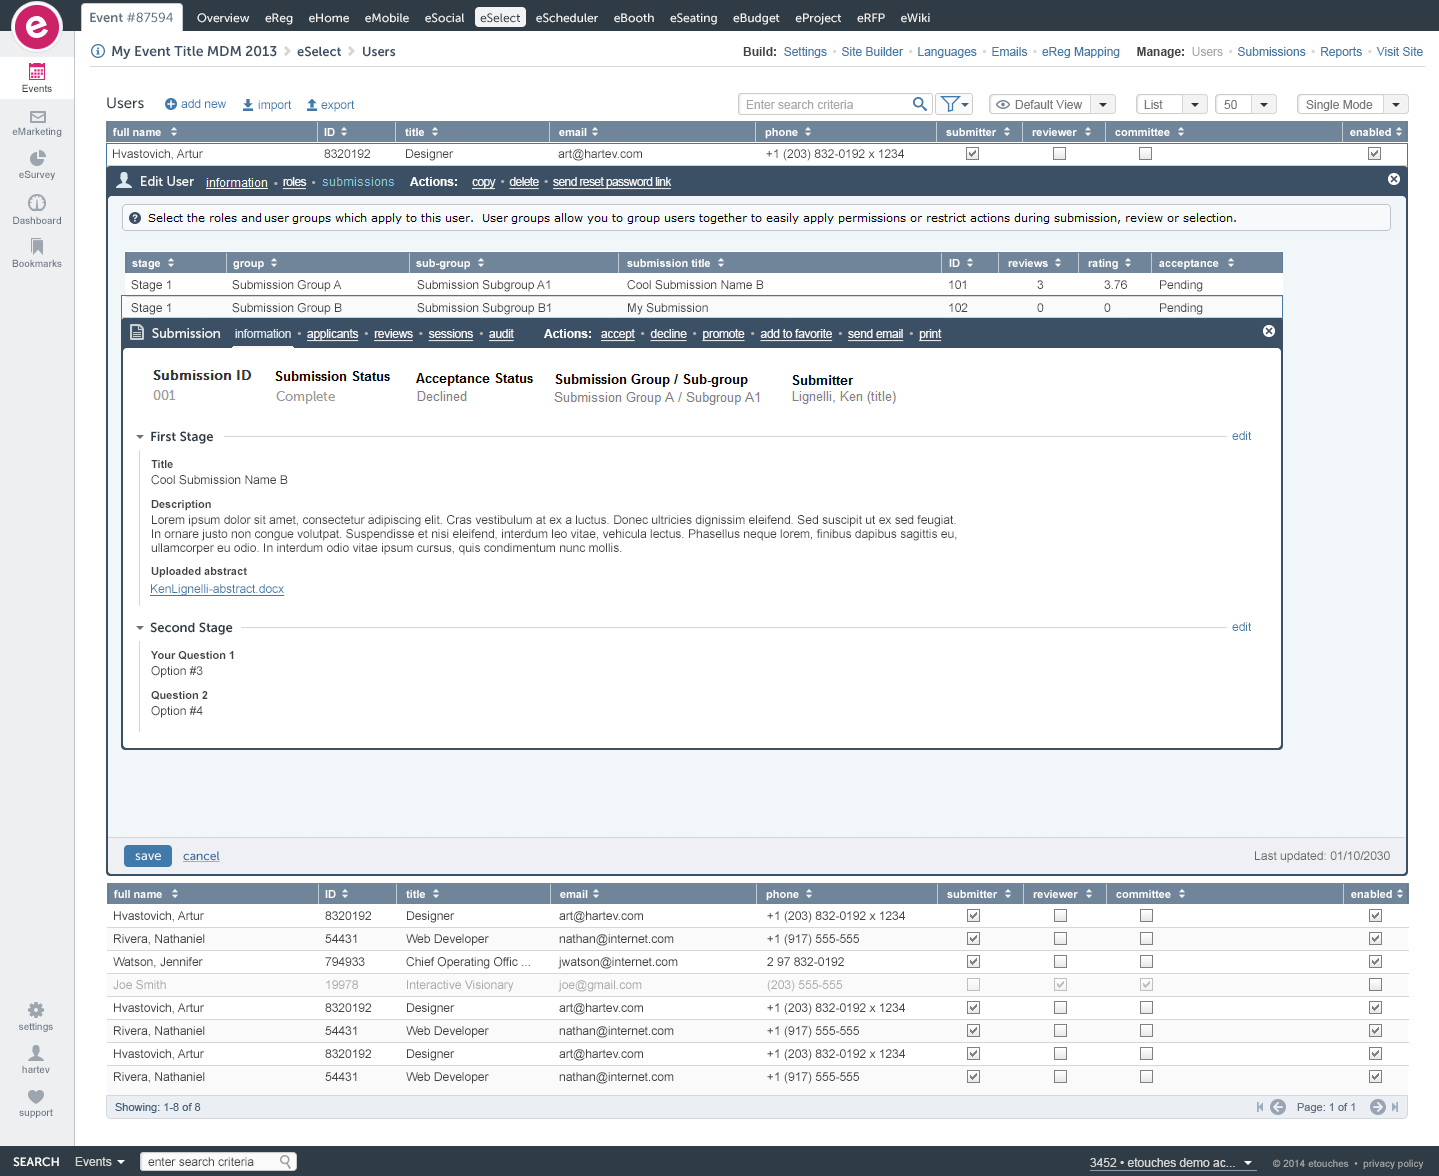 e Event #87594 Overview eReg eHome eMobile eSocial eSelect eScheduler eBooth eSeating eBudget eProject eRFP eWiki
My Event Title MDM 2013 > eSelect > Users Build: Settings • Site Builder • Languages • Emails • eReg Mapping Manage: Users • Submissions • Reports • Visit Site
Events
eMarketing
eSurvey
Dashboard
Bookmarks
Users add new import export Enter search criteria Default View List 50 Single Mode
full name ID title email phone submitter reviewer committee enabled
Hvastovich, Artur 8320192 Designer art@hartev.com +1 (203) 832-0192 x 1234
Edit User information • roles • submissions Actions: copy • delete • send reset password link
Select the roles and user groups which apply to this user. User groups allow you to group users together to easily apply permissions or restrict actions during submission, review or selection.
stage group sub-group submission title ID reviews rating acceptance
Stage 1 Submission Group A Submission Subgroup A1 Cool Submission Name B 101 3 3.76 Pending
Stage 1 Submission Group B Submission Subgroup B1 My Submission 102 0 0 Pending
Submission information • applicants • reviews • sessions • audit Actions: accept • decline • promote • add to favorite • send email • print
Submission ID Submission Status Acceptance Status Submission Group / Sub-group Submitter
001 Complete Declined Submission Group A / Subgroup A1 Lignelli, Ken (title)
First Stage edit
Title
Cool Submission Name B
Description
Lorem ipsum dolor sit amet, consectetur adipiscing elit. Cras vestibulum at ex a luctus. Donec ultricies dignissim eleifend. Sed suscipit ut ex sed feugiat.
In ornare justo non congue volutpat. Suspendisse et nisi eleifend, interdum leo vitae, vehicula lectus. Phasellus neque lorem, finibus dapibus sagittis eu,
ullamcorper eu odio. In interdum odio vitae ipsum cursus, quis condimentum nunc mollis.
Uploaded abstract
KenLignelli-abstract.docx
Second Stage edit
Your Question 1
Option #3
Question 2
Option #4
save cancel Last updated: 01/10/2030
full name ID title email phone submitter reviewer committee enabled
Hvastovich, Artur 8320192 Designer art@hartev.com +1 (203) 832-0192 x 1234
Rivera, Nathaniel 54431 Web Developer nathan@internet.com +1 (917) 555-555
Watson, Jennifer 794933 Chief Operating Offic ... jwatson@internet.com 2 97 832-0192
Joe Smith 19978 Interactive Visionary joe@gmail.com (203) 555-555
Hvastovich, Artur 8320192 Designer art@hartev.com +1 (203) 832-0192 x 1234
Rivera, Nathaniel 54431 Web Developer nathan@internet.com +1 (917) 555-555
Hvastovich, Artur 8320192 Designer art@hartev.com +1 (203) 832-0192 x 1234
Rivera, Nathaniel 54431 Web Developer nathan@internet.com +1 (917) 555-555
Showing: 1-8 of 8 Page: 1 of 1
settings
hartev
support
SEARCH Events enter search criteria 3452 • etouches demo ac... © 2014 etouches • privacy policy